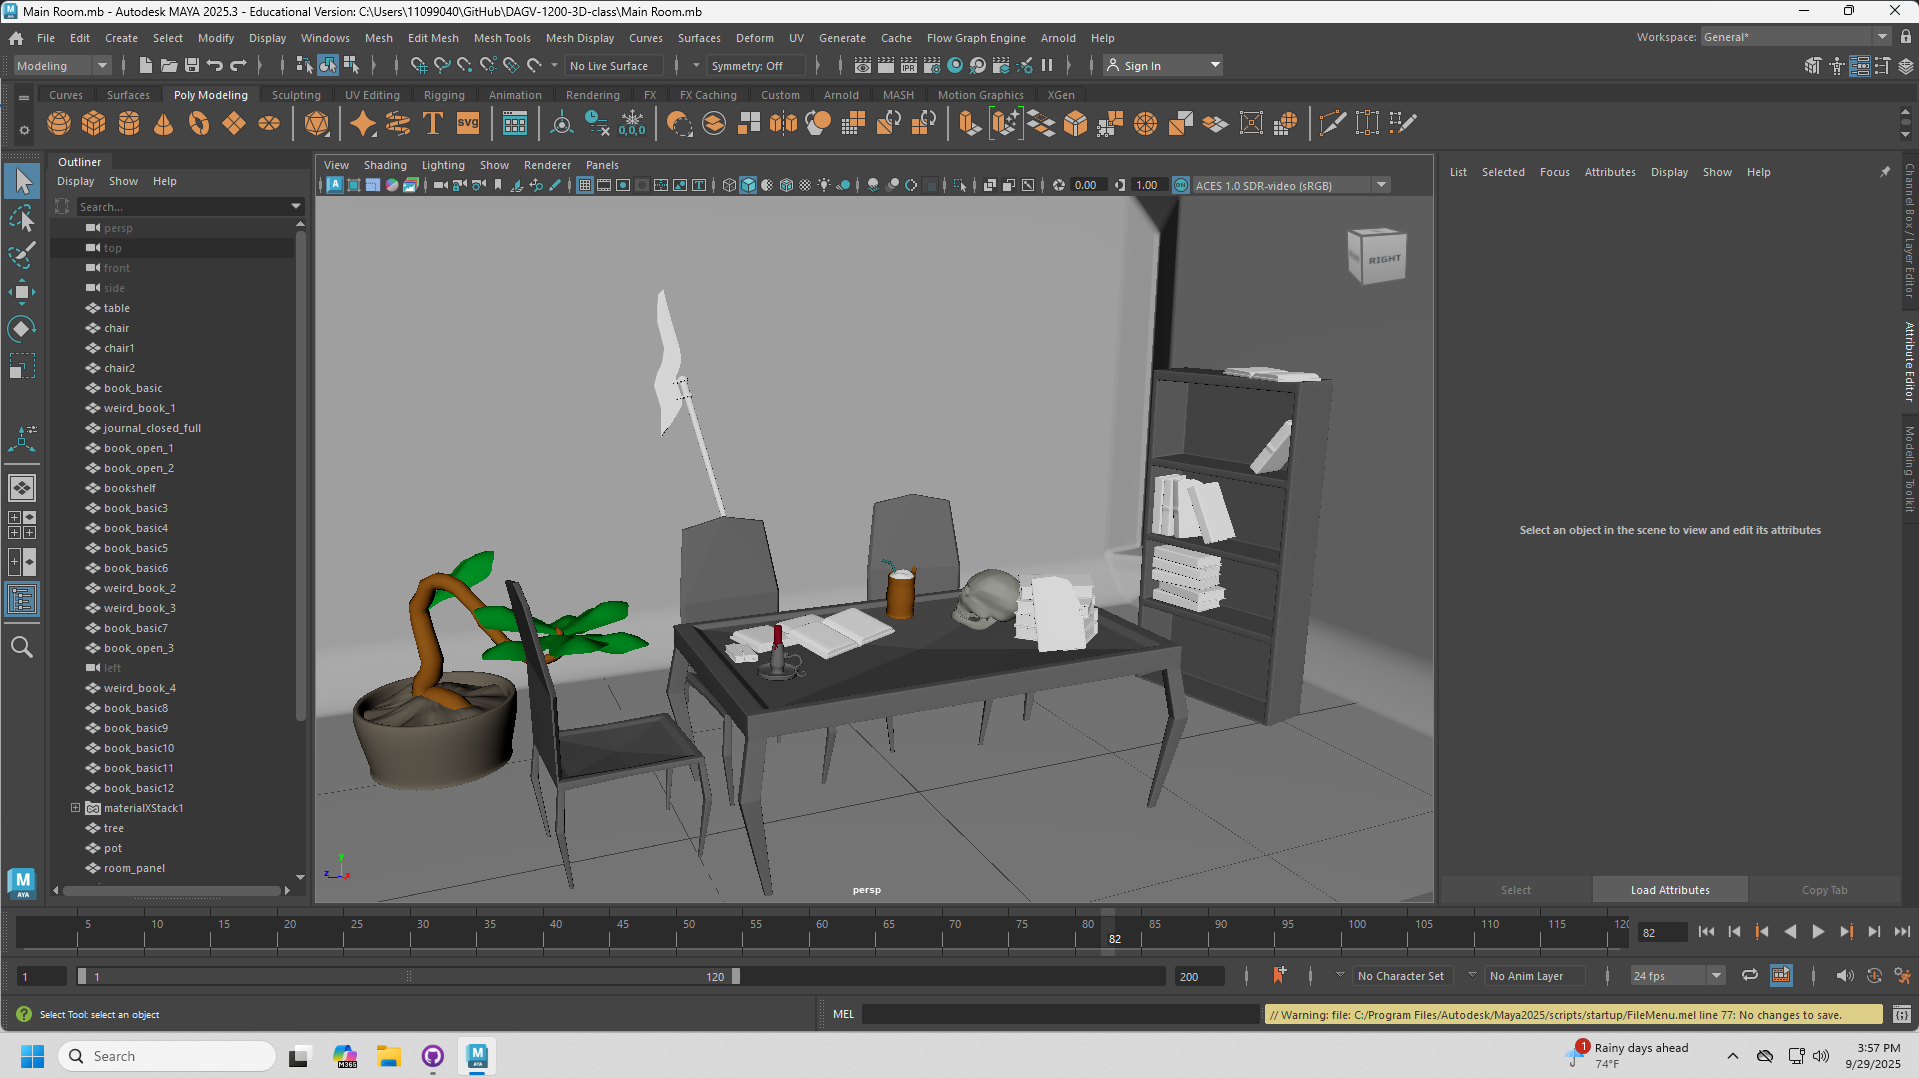 Main Room.mb - Autodesk MAYA 2025.3 - Educational Version: C:\Users\11099040\GitHub\DAGV-1200-3D-class\Main Room.mb
File Edit Create Select Modify Display Windows Mesh Edit Mesh Mesh Tools Mesh Display Curves Surfaces Deform UV Generate Cache Flow Graph Engine Arnold Help
Workspace: General*
Modeling
No Live Surface
Symmetry: Off
Sign In
Curves Surfaces Poly Modeling Sculpting UV Editing Rigging Animation Rendering FX FX Caching Custom Arnold MASH Motion Graphics XGen
T
SVG
0,0,0
Outliner
Display Show Help
Search...
persp
top
front
side
table
chair
chair1
chair2
book_basic
weird_book_1
journal_closed_full
book_open_1
book_open_2
bookshelf
book_basic3
book_basic4
book_basic5
book_basic6
weird_book_2
weird_book_3
book_basic7
book_open_3
left
weird_book_4
book_basic8
book_basic9
book_basic10
book_basic11
book_basic12
materialXStack1
tree
pot
room_panel
View Shading Lighting Show Renderer Panels
0.00
1.00
ACES 1.0 SDR-video (sRGB)
RIGHT
y
z
x
persp
List Selected Focus Attributes Display Show Help
Select an object in the scene to view and edit its attributes
Select
Load Attributes
Copy Tab
Channel Box / Layer Editor
Attribute Editor
Modeling Toolkit
5 10 15 20 25 30 35 40 45 50 55 60 65 70 75 80 85 90 95 100 105 110 115 120
82
82
1
1
120
200
No Character Set
No Anim Layer
24 fps
Select Tool: select an object
MEL
// Warning: file: C:/Program Files/Autodesk/Maya2025/scripts/startup/FileMenu.mel line 77: No changes to save.
Search
M365
M
AYA
1
Rainy days ahead
74°F
3:57 PM
9/29/2025